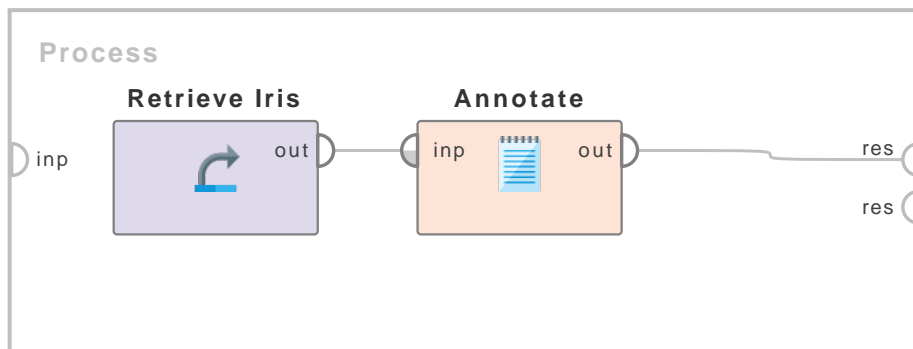 Process
Retrieve Iris
Annotate
inp
out
inp
out
res
res